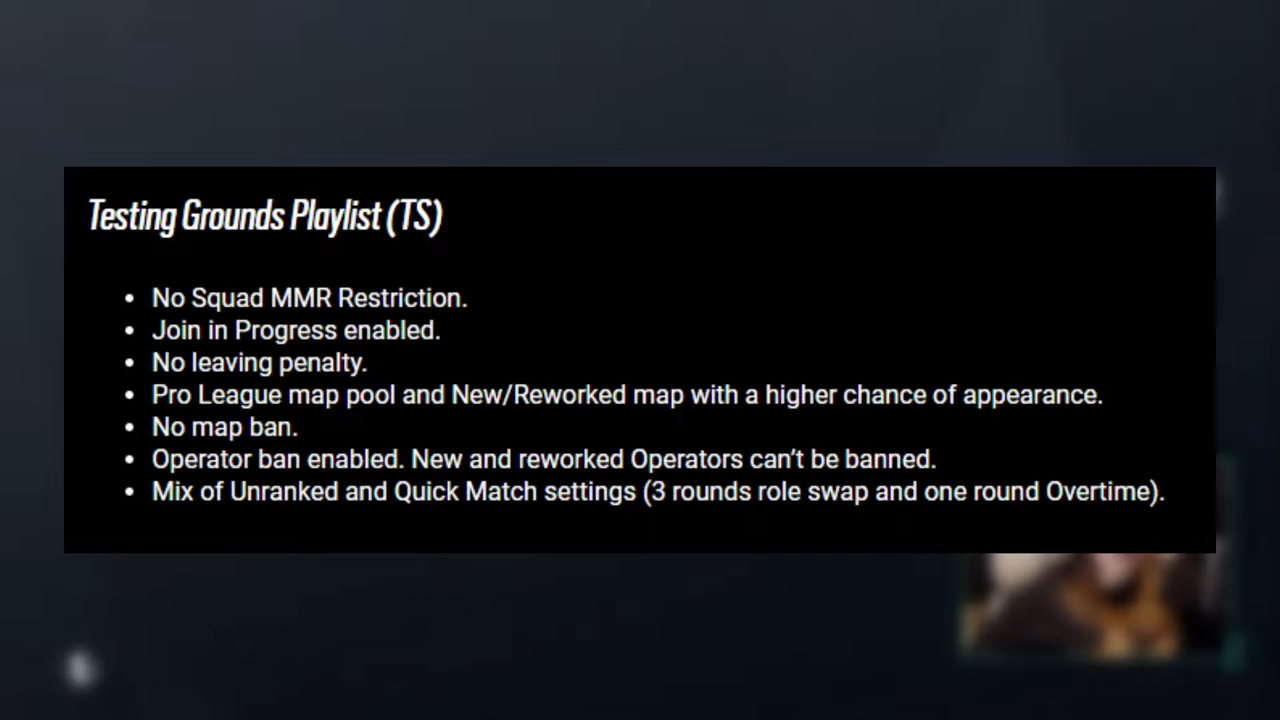 Testing Grounds Playlist (TS)
• No Squad MMR Restriction.
• Join in Progress enabled.
• No leaving penalty.
• Pro League map pool and New/Reworked map with a higher chance of appearance.
• No map ban.
• Operator ban enabled. New and reworked Operators can’t be banned.
• Mix of Unranked and Quick Match settings (3 rounds role swap and one round Overtime).